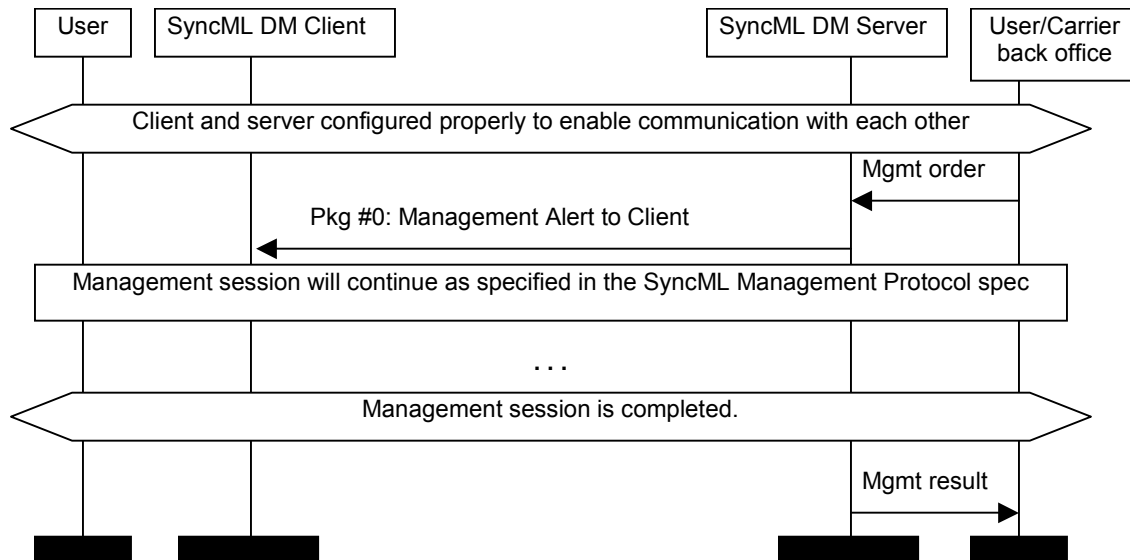 User
SyncML DM Client
SyncML DM Server
User/Carrier
back office
Client and server configured properly to enable communication with each other
Mgmt order
Pkg #0: Management Alert to Client
Management session will continue as specified in the SyncML Management Protocol spec
. . .
Management session is completed.
Mgmt result